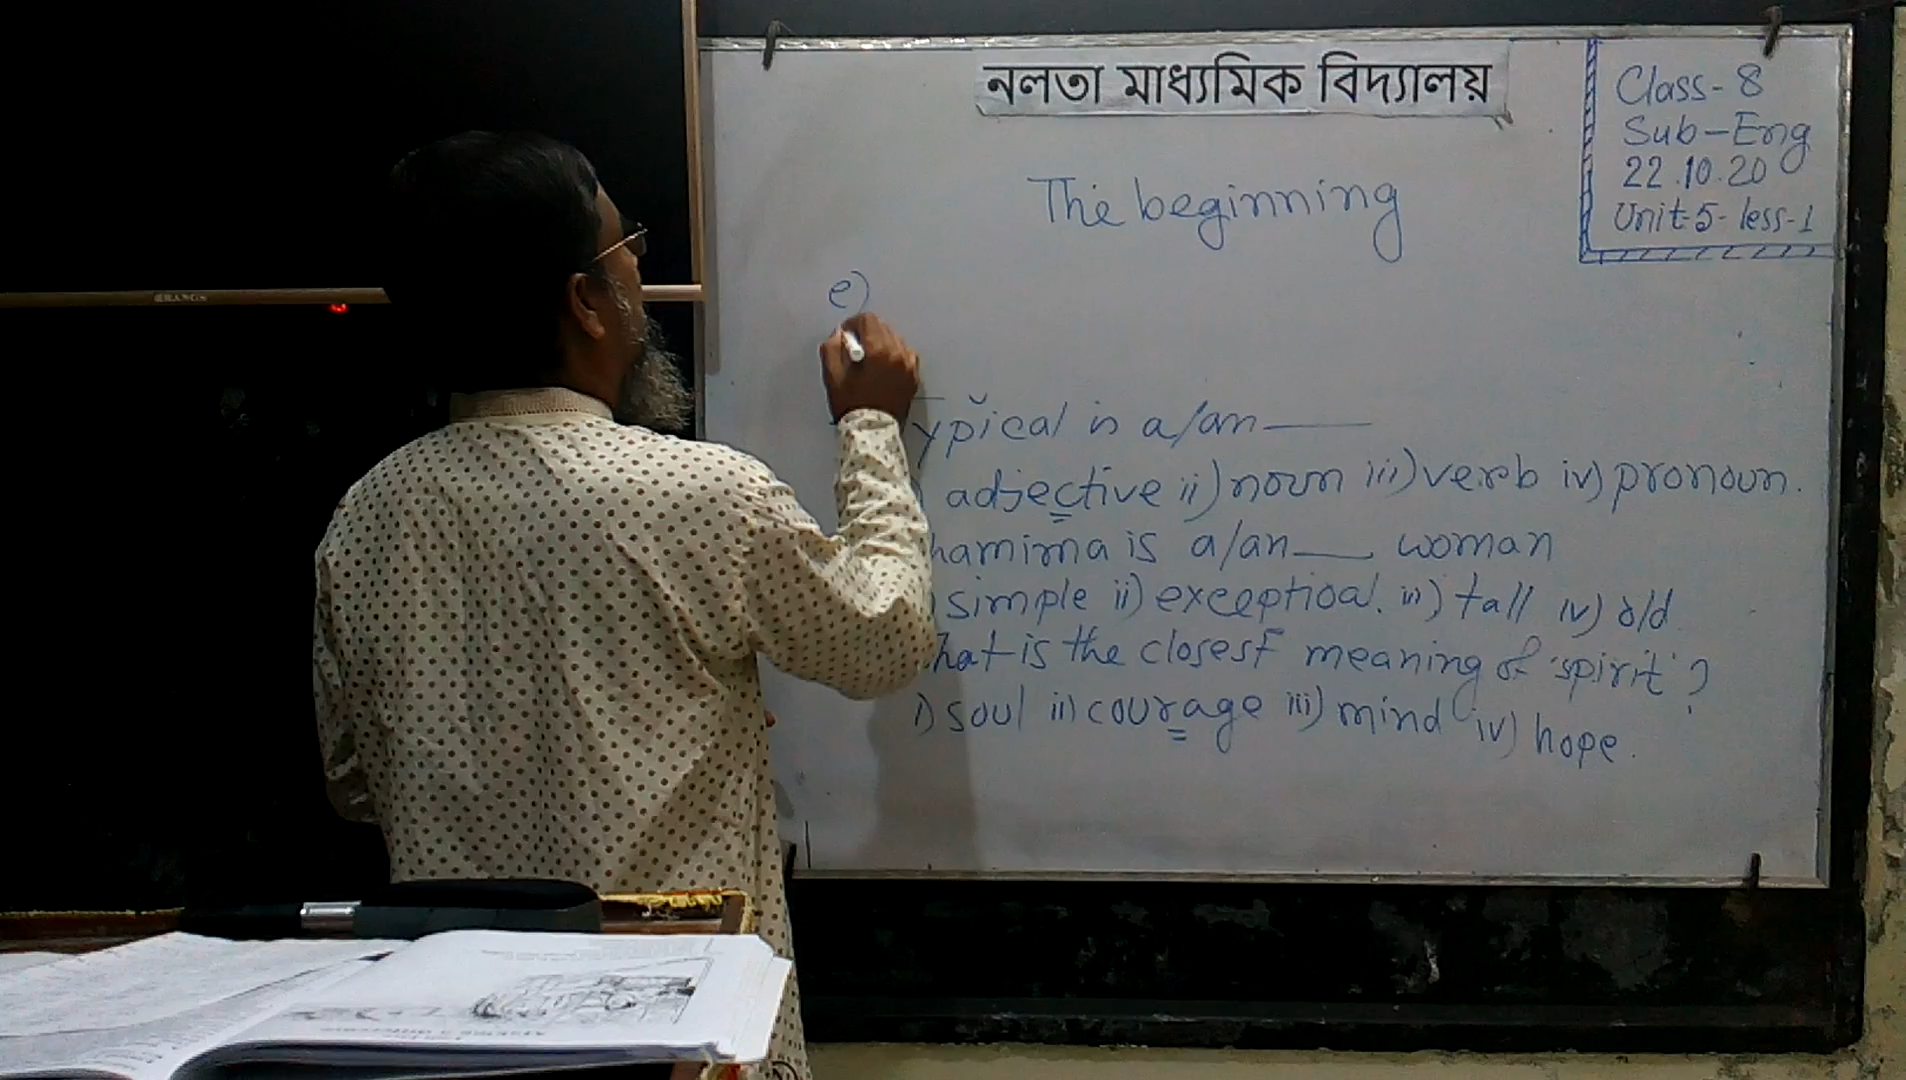 নলতা মাধ্যমিক বিদ্যালয়
Class-8
Sub-Eng
22.10.20
Unit-5-less-1
The beginning
e)
ypical is a/an ——
adjective ii) noun iii) verb iv) pronoun.
hamima is a/an —— woman
simple ii) exceptioal. iii) tall iv) old
hat is the closest meaning of 'spirit'?
i) soul ii) courage iii) mind iv) hope.